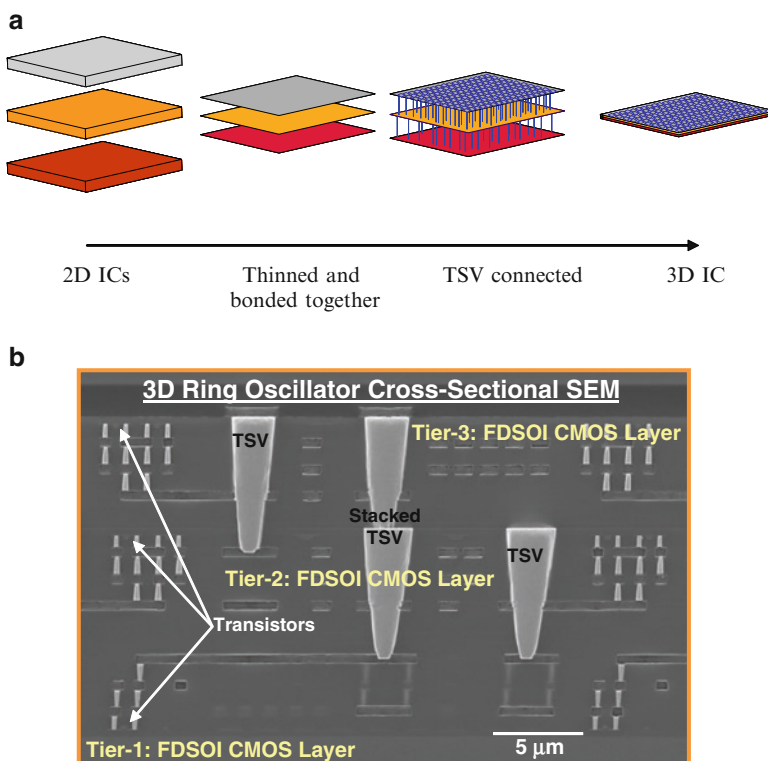 a
2D ICs
Thinned and
bonded together
TSV connected
3D IC
b
3D Ring Oscillator Cross-Sectional SEM
TSV
Tier-3: FDSOI CMOS Layer
Stacked
TSV
TSV
Tier-2: FDSOI CMOS Layer
Transistors
Tier-1: FDSOI CMOS Layer
5 µm